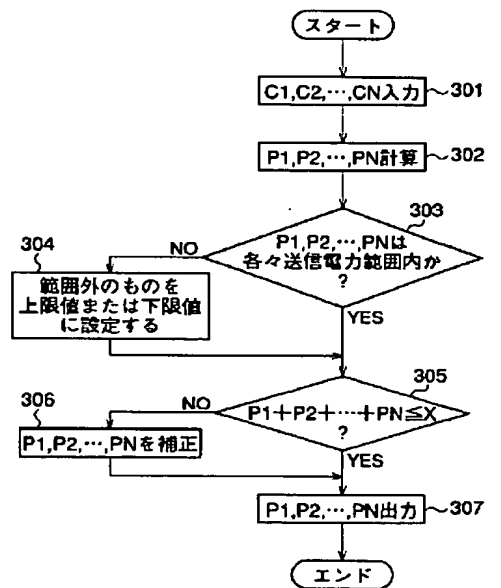 スタート
C1,C2,…,CN入力
301
P1,P2,…,PN計算
302
303
P1,P2,…,PNは
各々送信電力範囲内か
?
NO
YES
304
範囲外のものを
上限値または下限値
に設定する
305
P1+P2+……+PN≦X
?
NO
YES
306
P1,P2,…,PNを補正
P1,P2,…,PN出力
307
エンド